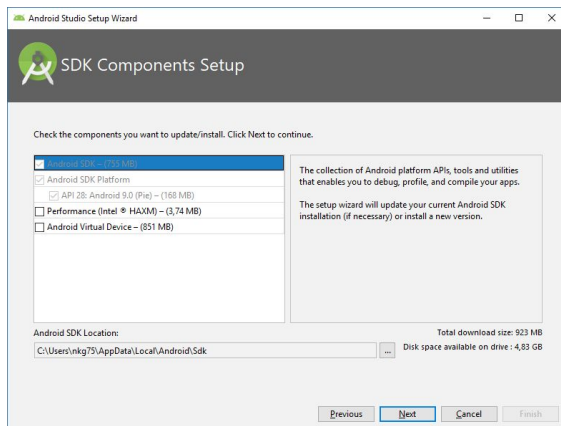 Android Studio Setup Wizard
SDK Components Setup
Check the components you want to update/install. Click Next to continue.
Android SDK – (755 MB)
Android SDK Platform
API 28: Android 9.0 (Pie) – (168 MB)
Performance (Intel ® HAXM) – (3,74 MB)
Android Virtual Device – (851 MB)
The collection of Android platform APIs, tools and utilities
that enables you to debug, profile, and compile your apps.
The setup wizard will update your current Android SDK
installation (if necessary) or install a new version.
Android SDK Location:
C:\Users\nkg75\AppData\Local\Android\Sdk
...
Total download size: 923 MB
Disk space available on drive : 4,83 GB
Previous
Next
Cancel
Finish